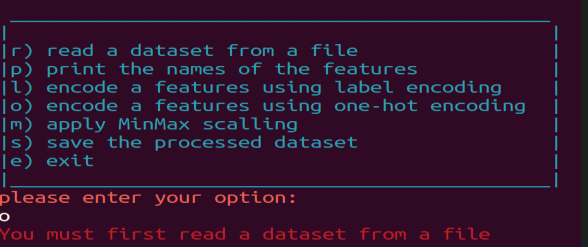 |r) read a dataset from a file |
|p) print the names of the features |
|l) encode a features using label encoding |
|o) encode a features using one-hot encoding |
|m) apply MinMax scalling |
|s) save the processed dataset |
|e) exit |
please enter your option:
o
You must first read a dataset from a file